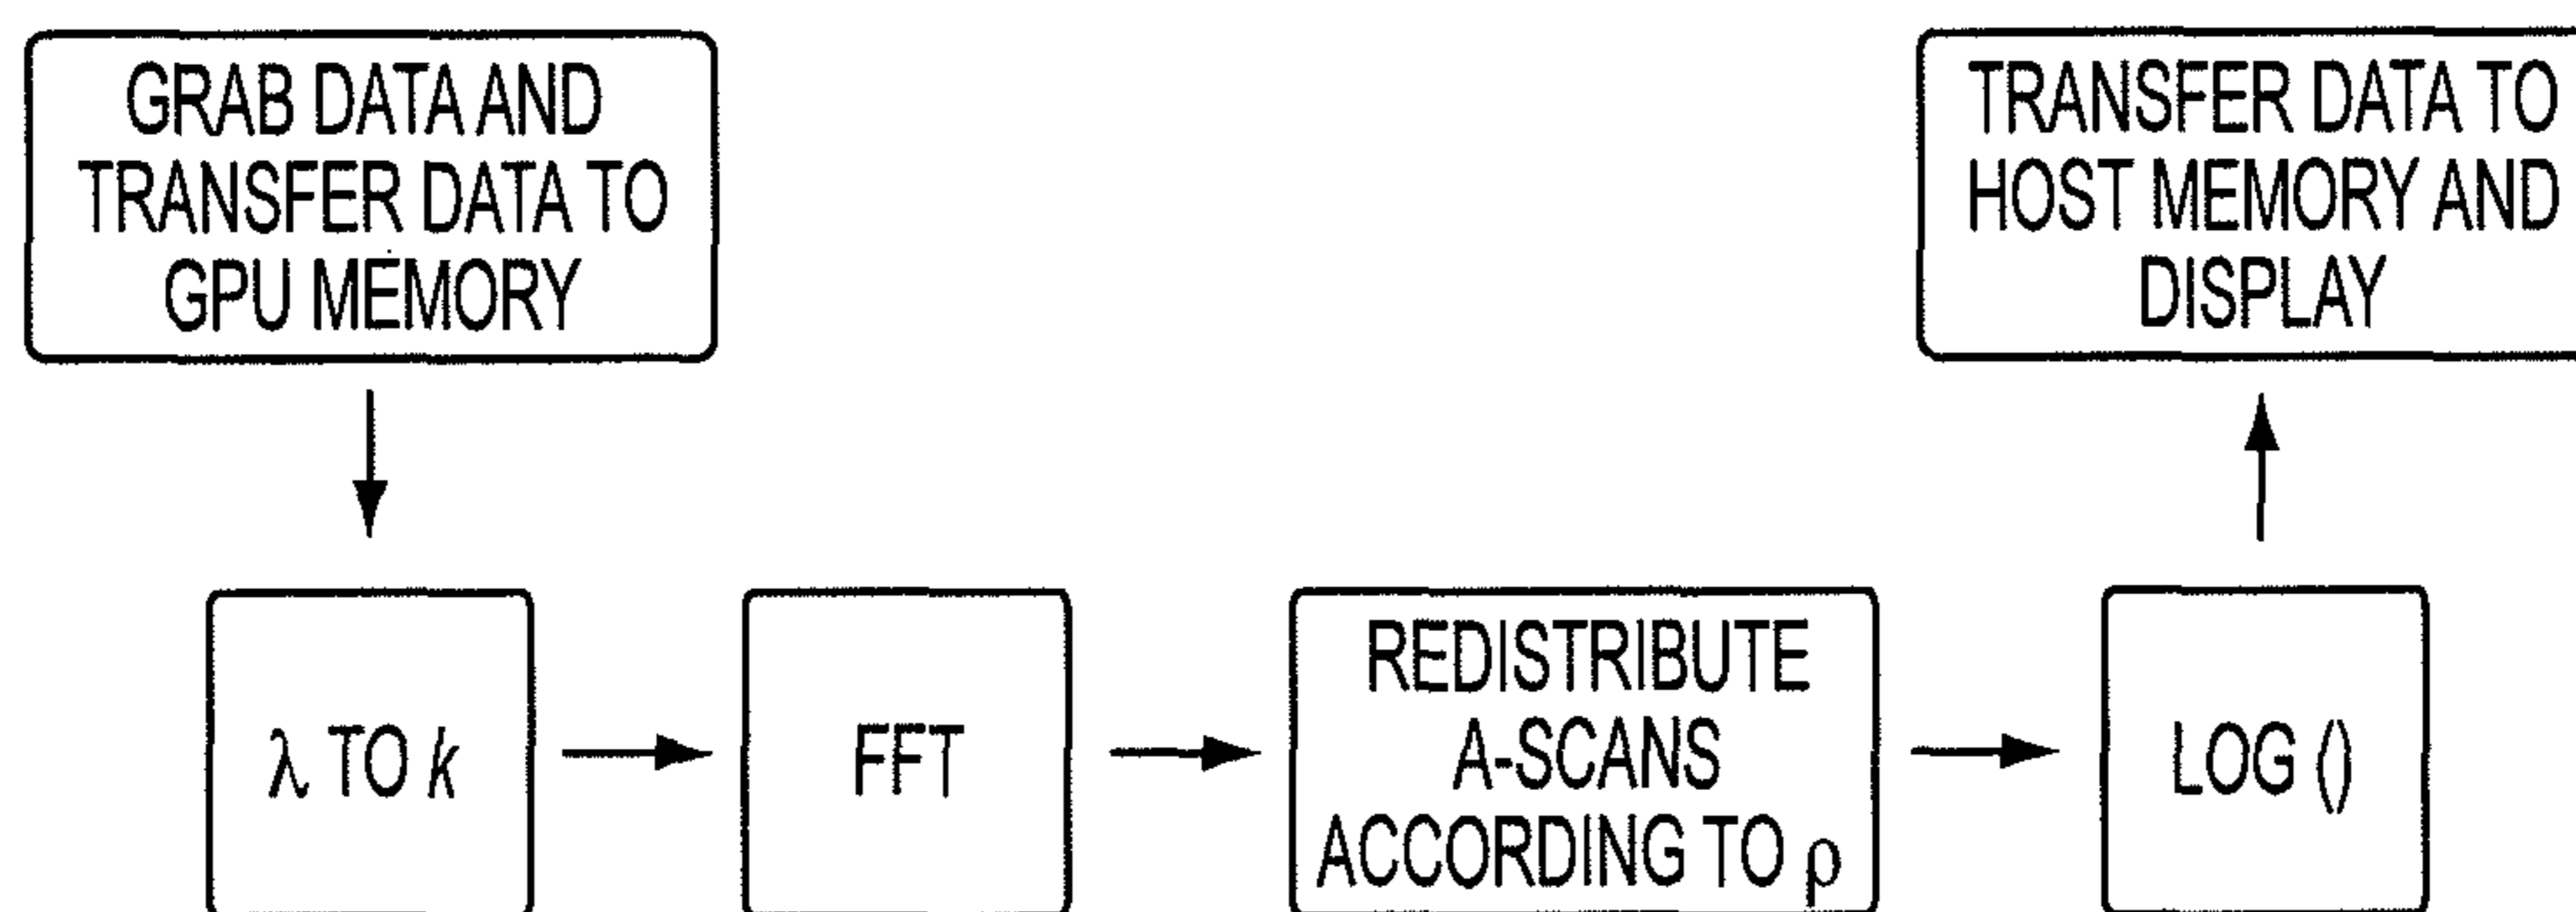 GRAB DATA AND
TRANSFER DATA TO
GPU MEMORY
λ TO k
FFT
REDISTRIBUTE
A-SCANS
ACCORDING TO ρ
LOG ()
TRANSFER DATA TO
HOST MEMORY AND
DISPLAY